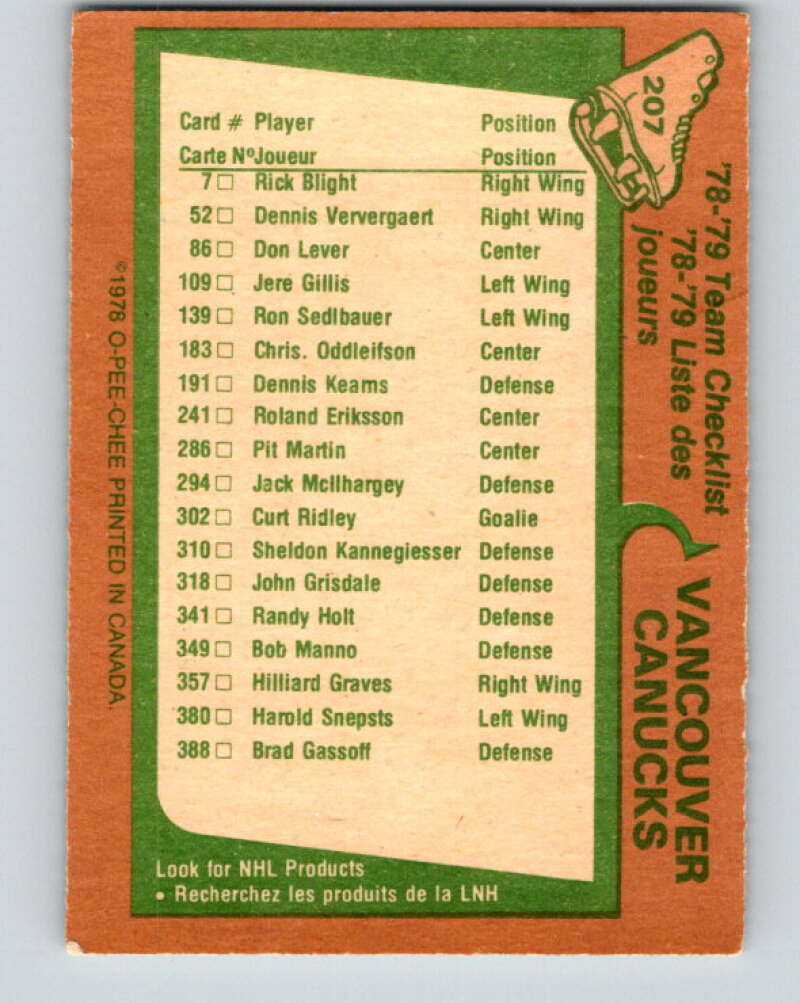 207
'78-'79 Team Checklist
'78-'79 Liste des
joueurs
VANCOUVER
CANUCKS
Card # Player Position
Carte Nº Joueur Position
7 □ Rick Blight Right Wing
52 □ Dennis Ververgaert Right Wing
86 □ Don Lever Center
109 □ Jere Gillis Left Wing
139 □ Ron Sedlbauer Left Wing
183 □ Chris. Oddleifson Center
191 □ Dennis Kearns Defense
241 □ Roland Eriksson Center
286 □ Pit Martin Center
294 □ Jack McIlhargey Defense
302 □ Curt Ridley Goalie
310 □ Sheldon Kannegiesser Defense
318 □ John Grisdale Defense
341 □ Randy Holt Defense
349 □ Bob Manno Defense
357 □ Hilliard Graves Right Wing
380 □ Harold Snepsts Left Wing
388 □ Brad Gassoff Defense
Look for NHL Products
• Recherchez les produits de la LNH
©1978 O-PEE-CHEE PRINTED IN CANADA.